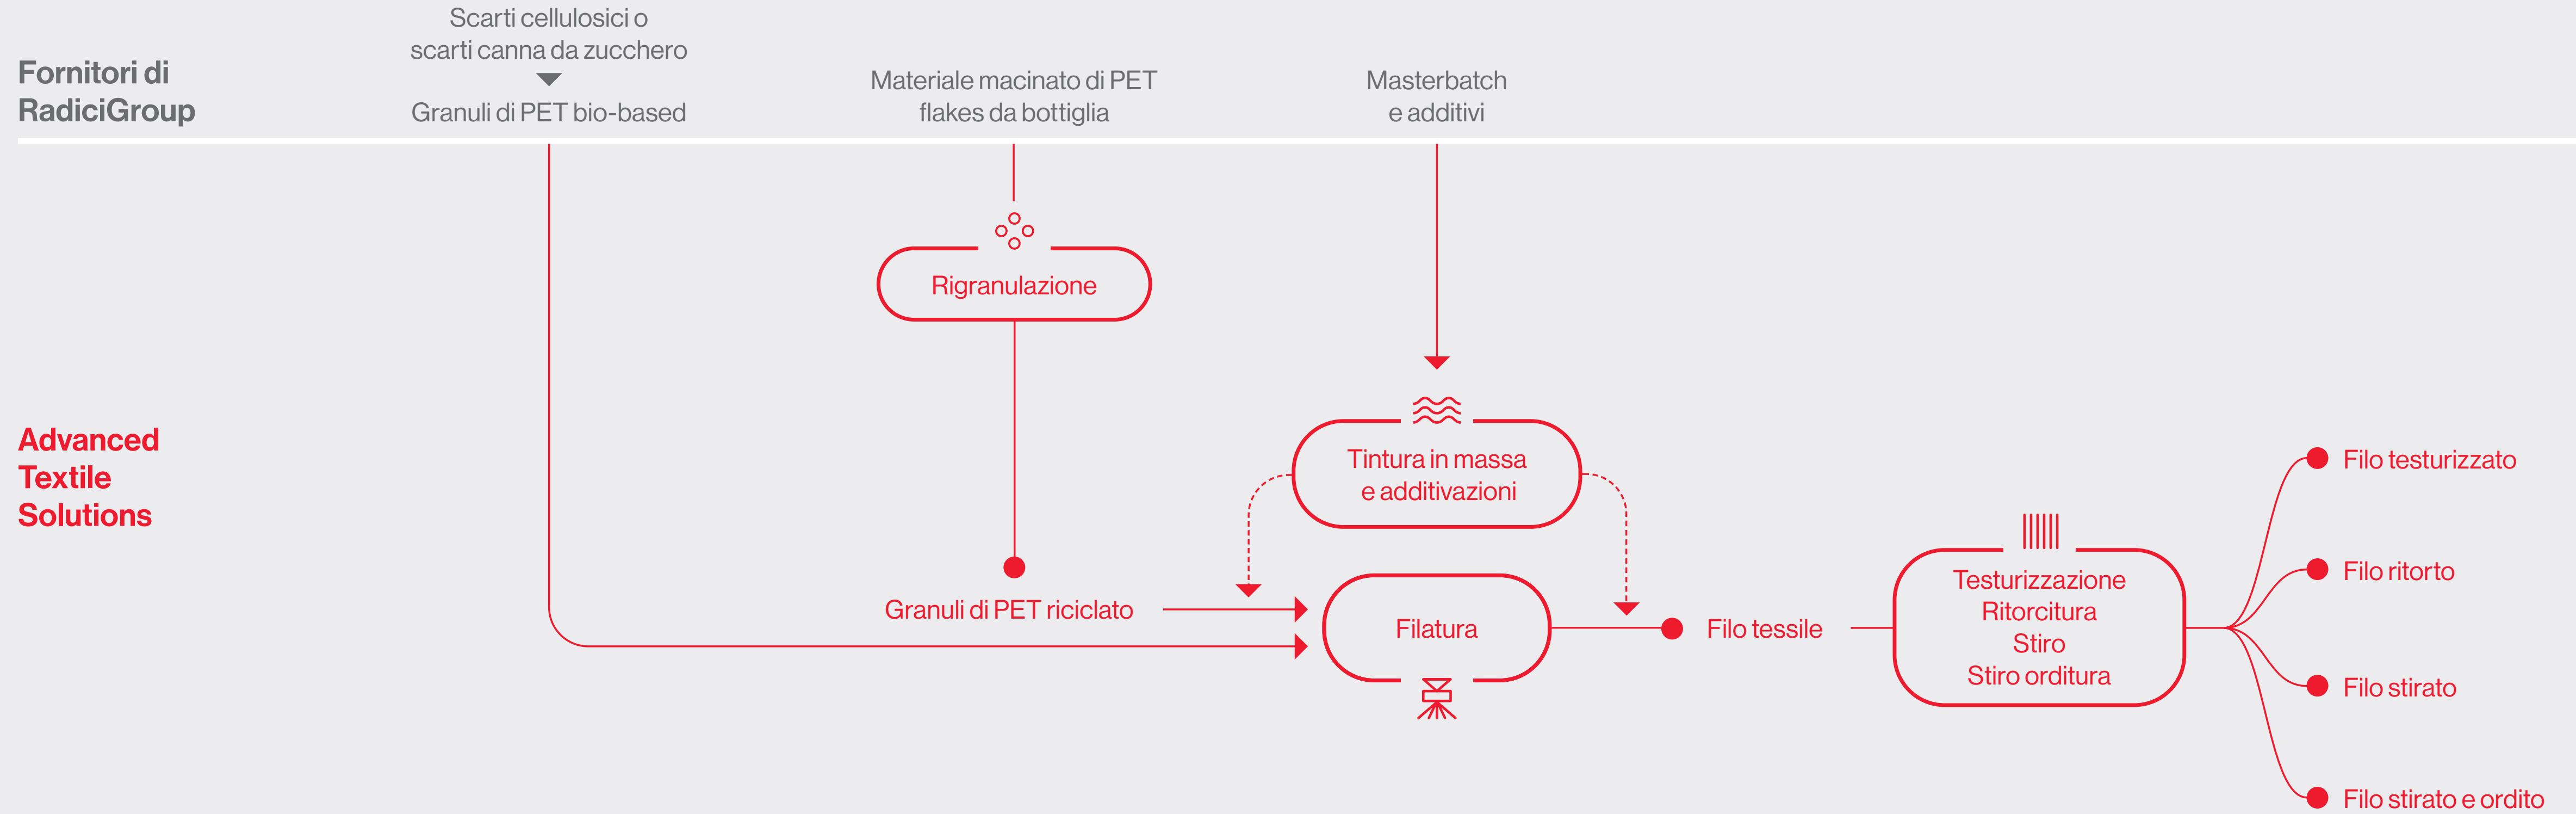 Fornitori di
RadiciGroup
Scarti cellulosici o
scarti canna da zucchero
Granuli di PET bio-based
Materiale macinato di PET
flakes da bottiglia
Masterbatch
e additivi
Advanced
Textile
Solutions
Rigranulazione
Granuli di PET riciclato
Tintura in massa
e additivazioni
Filatura
Filo tessile
Testurizzazione
Ritorcitura
Stiro
Stiro orditura
Filo testurizzato
Filo ritorto
Filo stirato
Filo stirato e ordito